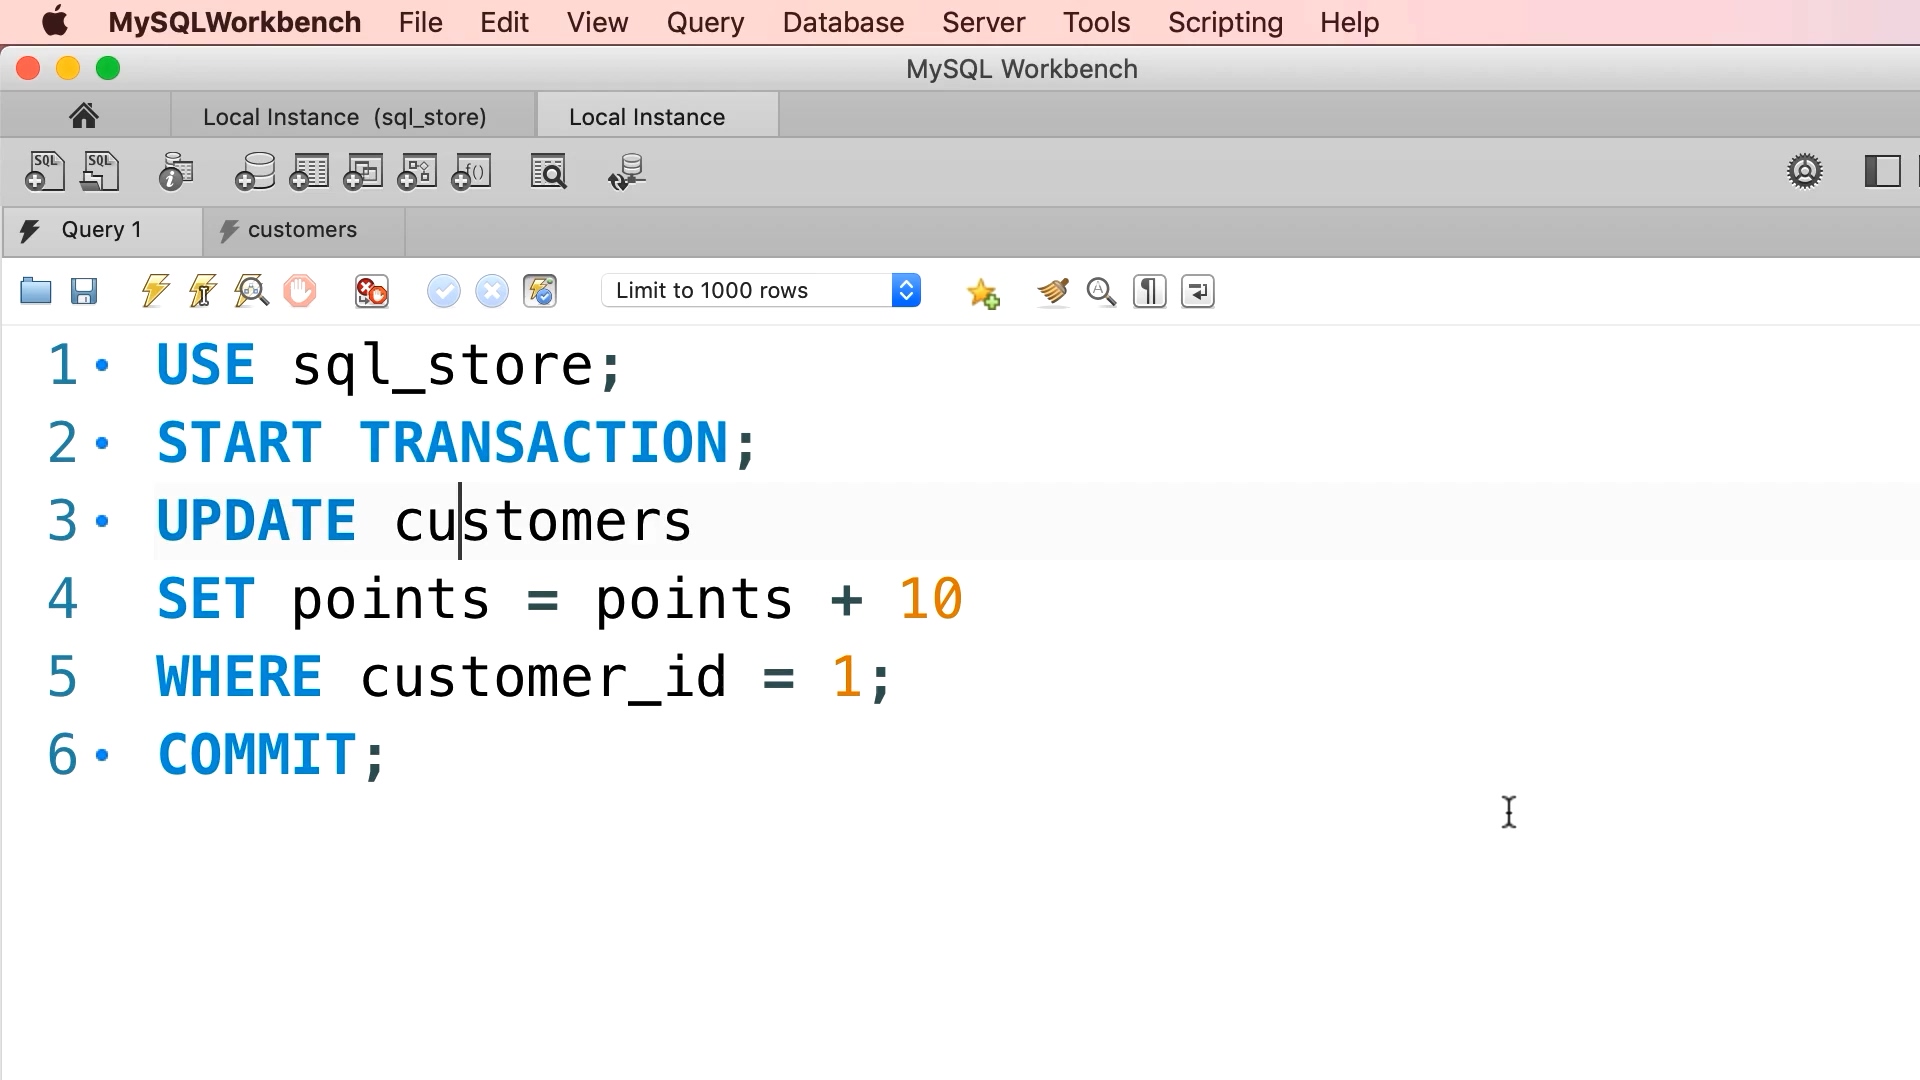 MySQLWorkbench File Edit View Query Database Server Tools Scripting Help
MySQL Workbench
Local Instance (sql_store) Local Instance
SQL SQL f()
Query 1 customers
Limit to 1000 rows
1 USE sql_store;
2 START TRANSACTION;
3 UPDATE customers
4 SET points = points + 10
5 WHERE customer_id = 1;
6 COMMIT;